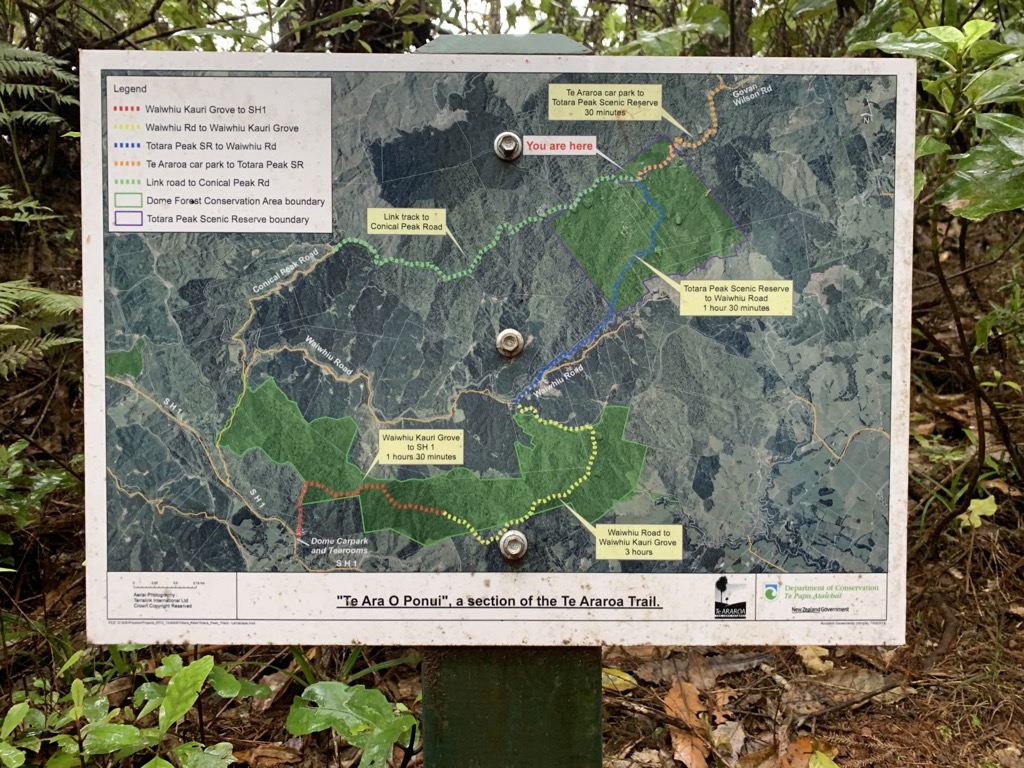 Legend
Waiwhiu Kauri Grove to SH1
Waiwhiu Rd to Waiwhiu Kauri Grove
Totara Peak SR to Waiwhiu Rd
Te Araroa car park to Totara Peak SR
Link road to Conical Peak Rd
Dome Forest Conservation Area boundary
Totara Peak Scenic Reserve boundary
Te Araroa car park to
Totara Peak Scenic Reserve
30 minutes
Govan
Wilson Rd
N
You are here
Link track to
Conical Peak Road
Conical Peak Road
Totara Peak Scenic Reserve
to Waiwhiu Road
1 hour 30 minutes
Waiwhiu Road
Waiwhiu Road
SH 1
Waiwhiu Kauri Grove
to SH 1
1 hours 30 minutes
SH 1
Waiwhiu Road to
Waiwhiu Kauri Grove
3 hours
Dome Carpark
and Tearooms
SH 1
Aerial Photography
Terralink International Ltd
Crown Copyright Reserved
"Te Ara O Ponui", a section of the Te Araroa Trail.
TE ARAROA
Department of Conservation
Te Papa Atawhai
New Zealand Government